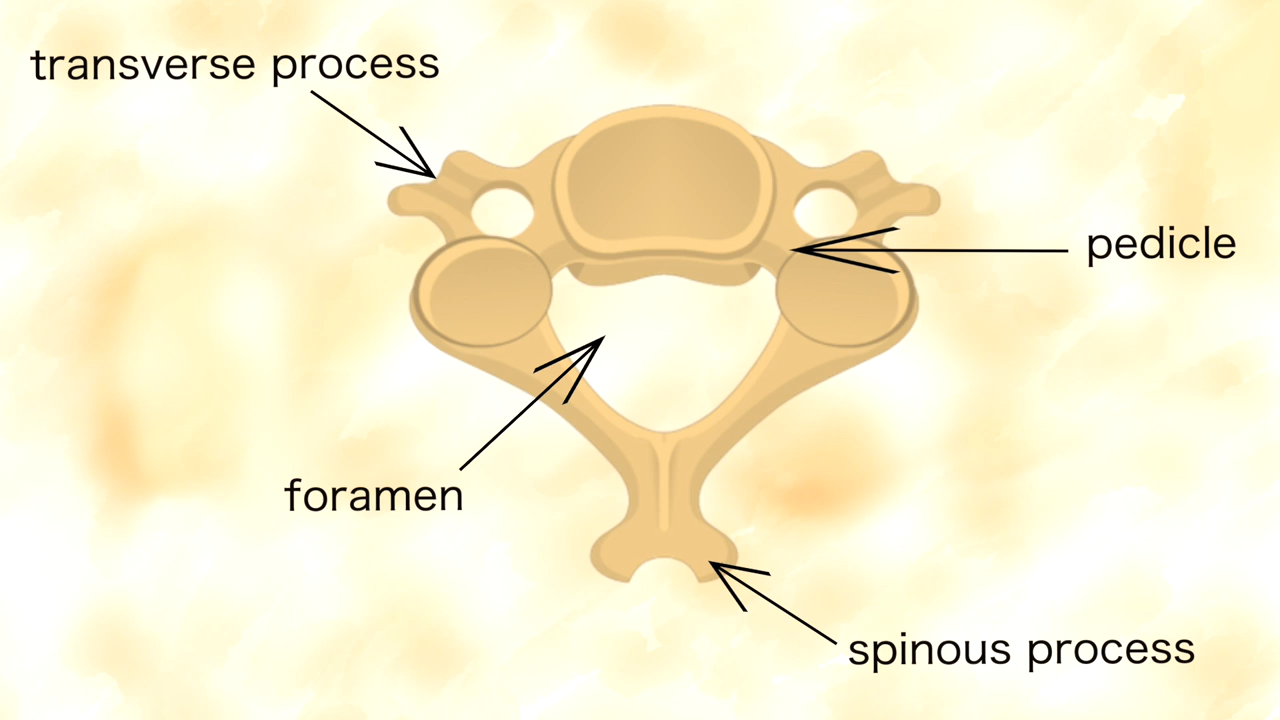 transverse process
pedicle
foramen
spinous process